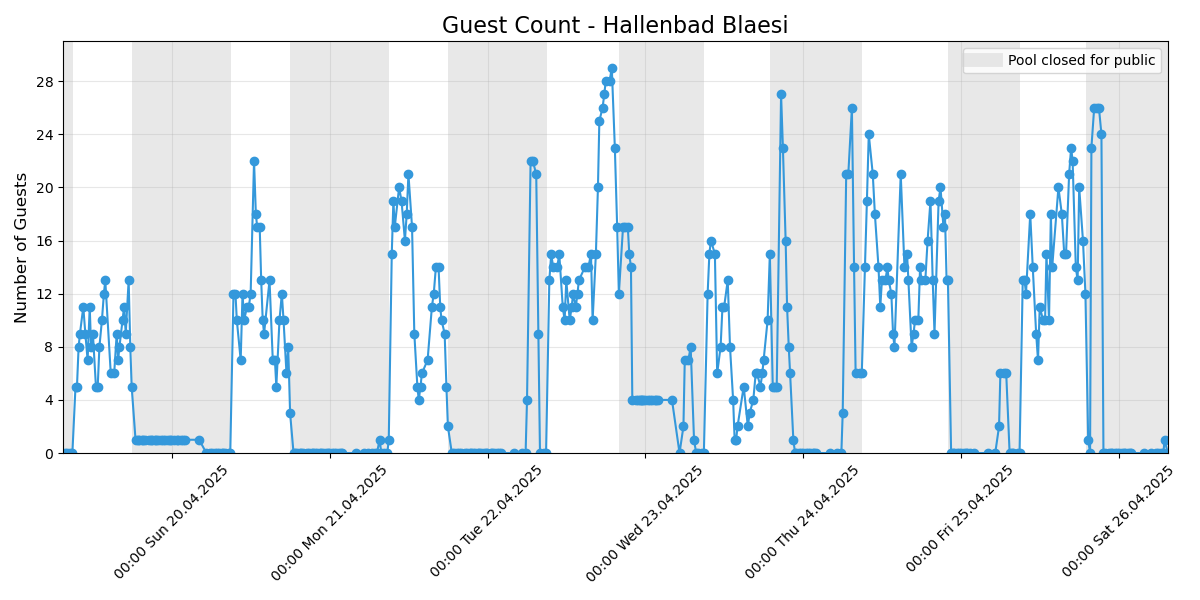 Guest Count - Hallenbad Blaesi
Pool closed for public
Number of Guests
28
24
20
16
12
8
4
0
00:00 Sun 20.04.2025
00:00 Mon 21.04.2025
00:00 Tue 22.04.2025
00:00 Wed 23.04.2025
00:00 Thu 24.04.2025
00:00 Fri 25.04.2025
00:00 Sat 26.04.2025